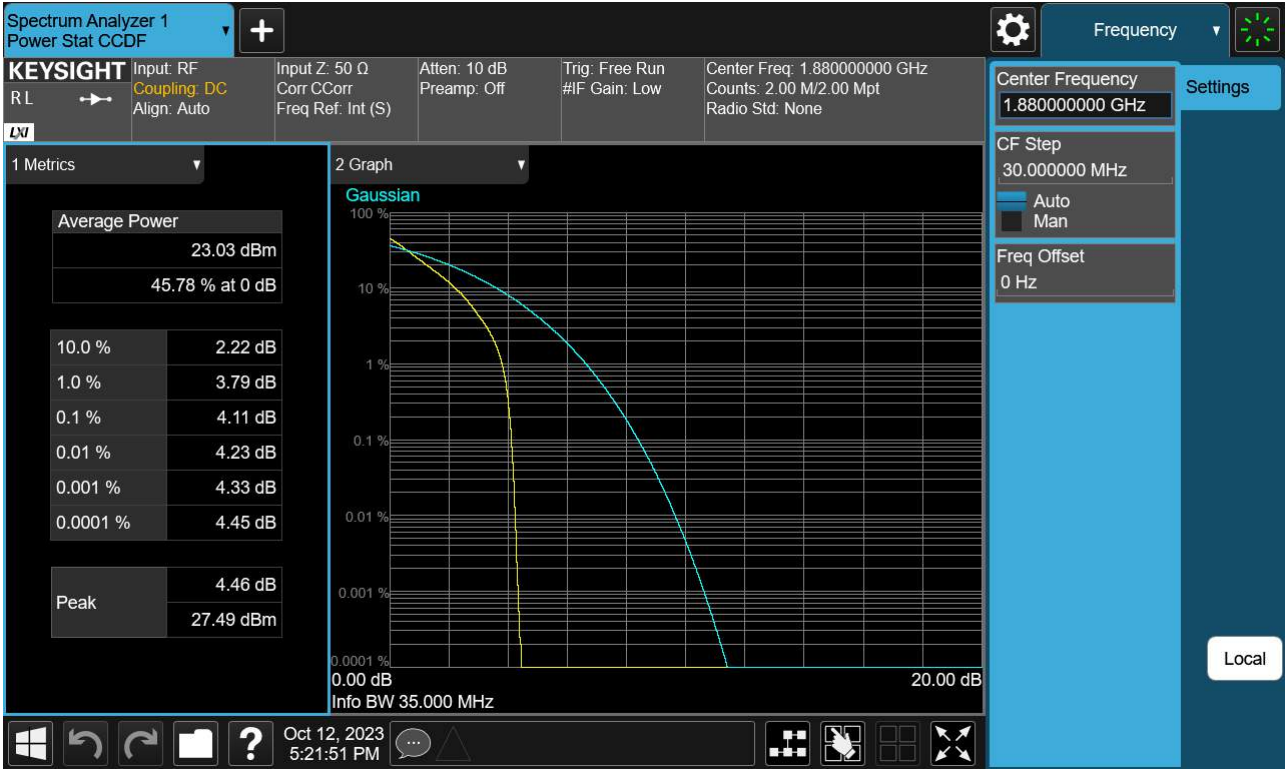 Spectrum Analyzer 1
Power Stat CCDF
+
Frequency
KEYSIGHT
RL
LXI
Input: RF
Coupling: DC
Align: Auto
Input Z: 50 Ω
Corr CCorr
Freq Ref: Int (S)
Atten: 10 dB
Preamp: Off
Trig: Free Run
#IF Gain: Low
Center Freq: 1.880000000 GHz
Counts: 2.00 M/2.00 Mpt
Radio Std: None
1 Metrics
Average Power
23.03 dBm
45.78 % at 0 dB
10.0 % 2.22 dB
1.0 % 3.79 dB
0.1 % 4.11 dB
0.01 % 4.23 dB
0.001 % 4.33 dB
0.0001 % 4.45 dB
Peak
4.46 dB
27.49 dBm
2 Graph
Gaussian
100 %
10 %
1 %
0.1 %
0.01 %
0.001 %
0.0001 %
0.00 dB 20.00 dB
Info BW 35.000 MHz
Center Frequency
1.880000000 GHz
Settings
CF Step
30.000000 MHz
Auto
Man
Freq Offset
0 Hz
Local
?
Oct 12, 2023
5:21:51 PM